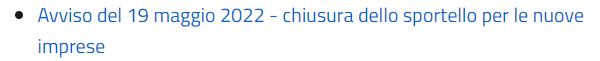 Avviso del 19 maggio 2022 - chiusura dello sportello per le nuove
imprese